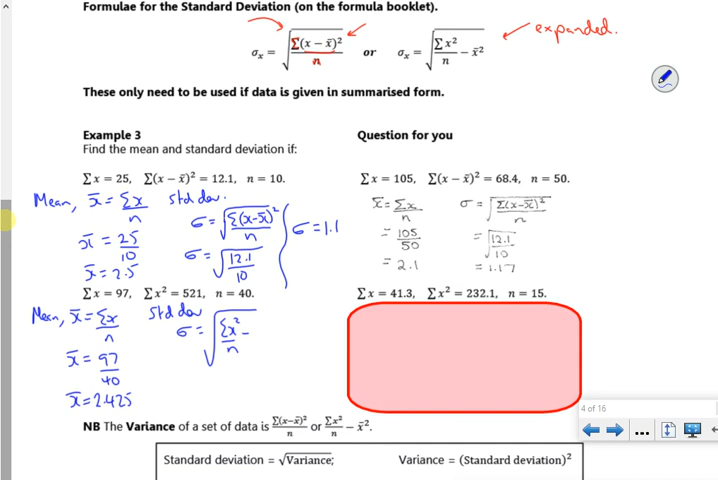 Formulae for the Standard Deviation (on the formula booklet).
σₓ = √(Σ(x − x̄)² / n) or σₓ = √(Σx² / n − x̄²) expanded.
These only need to be used if data is given in summarised form.
Example 3
Find the mean and standard deviation if:
Σx = 25, Σ(x − x̄)² = 12.1, n = 10.
Mean, x̄ = Σx / n
x̄ = 25 / 10
x̄ = 2.5
std dev.
σ = √(Σ(x − x̄)² / n)
σ = √(12.1 / 10)
σ = 1.1
Σx = 97, Σx² = 521, n = 40.
Mean, x̄ = Σx / n
x̄ = 97 / 40
x̄ = 2.425
Std dev
σ = √(Σx² / n −
Question for you
Σx = 105, Σ(x − x̄)² = 68.4, n = 50.
x̄ = Σx / n
= 105 / 50
= 2.1
σ = √(Σ(x − x̄)² / n)
= √(12.1 / 10)
= 1.17
Σx = 41.3, Σx² = 232.1, n = 15.
4 of 16
NB The Variance of a set of data is Σ(x−x̄)² / n or Σx² / n − x̄².
Standard deviation = √Variance; Variance = (Standard deviation)²